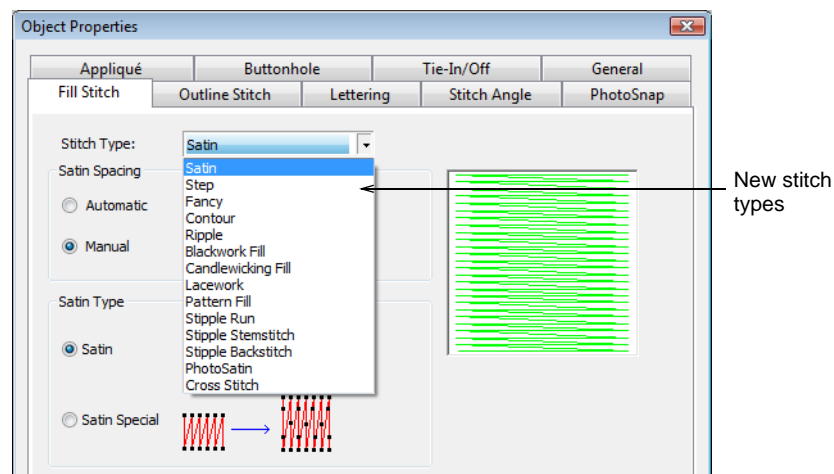 Object Properties
Appliqué Buttonhole Tie-In/Off General
Fill Stitch Outline Stitch Lettering Stitch Angle PhotoSnap
Stitch Type: Satin
Satin Spacing
Automatic
Manual
Satin Type
Satin
Satin Special
Satin
Step
Fancy
Contour
Ripple
Blackwork Fill
Candlewicking Fill
Lacework
Pattern Fill
Stipple Run
Stipple Stemstitch
Stipple Backstitch
PhotoSatin
Cross Stitch
New stitch
types